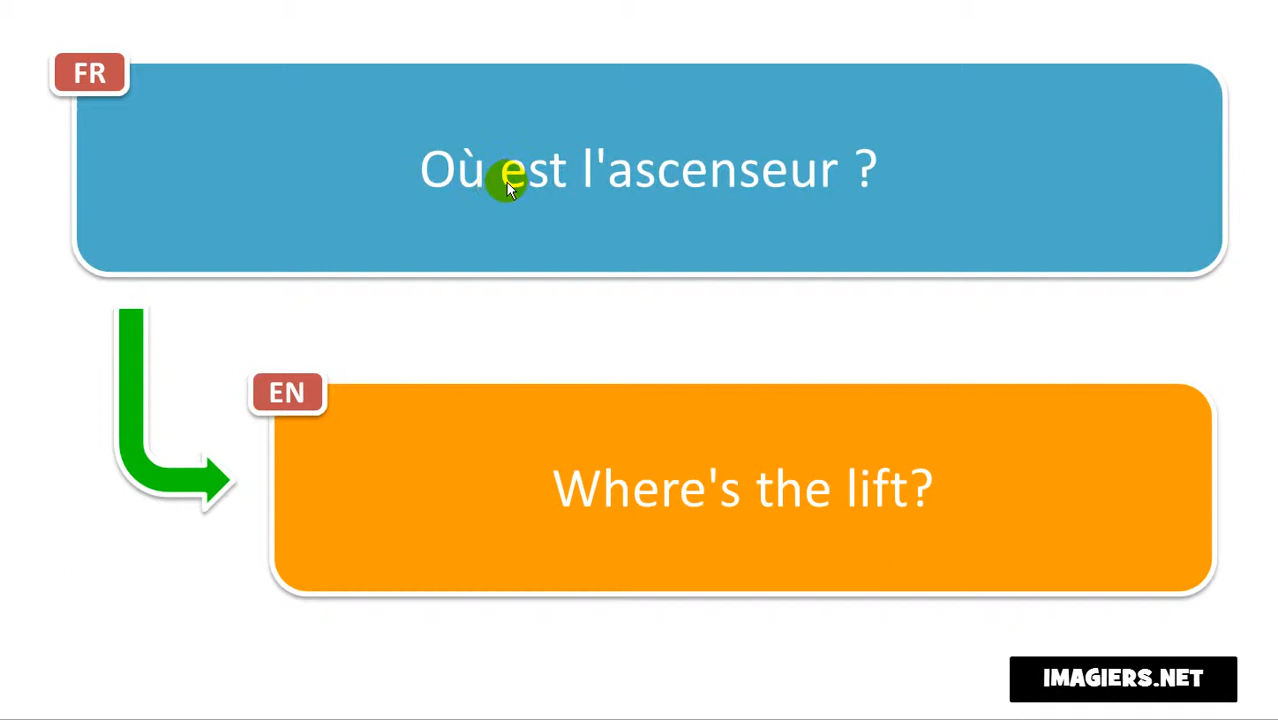 FR
Où est l'ascenseur ?
EN
Where's the lift?
IMAGIERS.NET